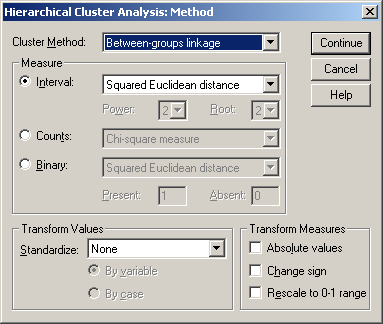 Hierarchical Cluster Analysis: Method
Cluster Method: Between-groups linkage
Continue
Cancel
Help
Measure
Interval: Squared Euclidean distance
Power: 2 Root: 2
Counts: Chi-square measure
Binary: Squared Euclidean distance
Present: 1 Absent: 0
Transform Values
Standardize: None
By variable
By case
Transform Measures
Absolute values
Change sign
Rescale to 0-1 range